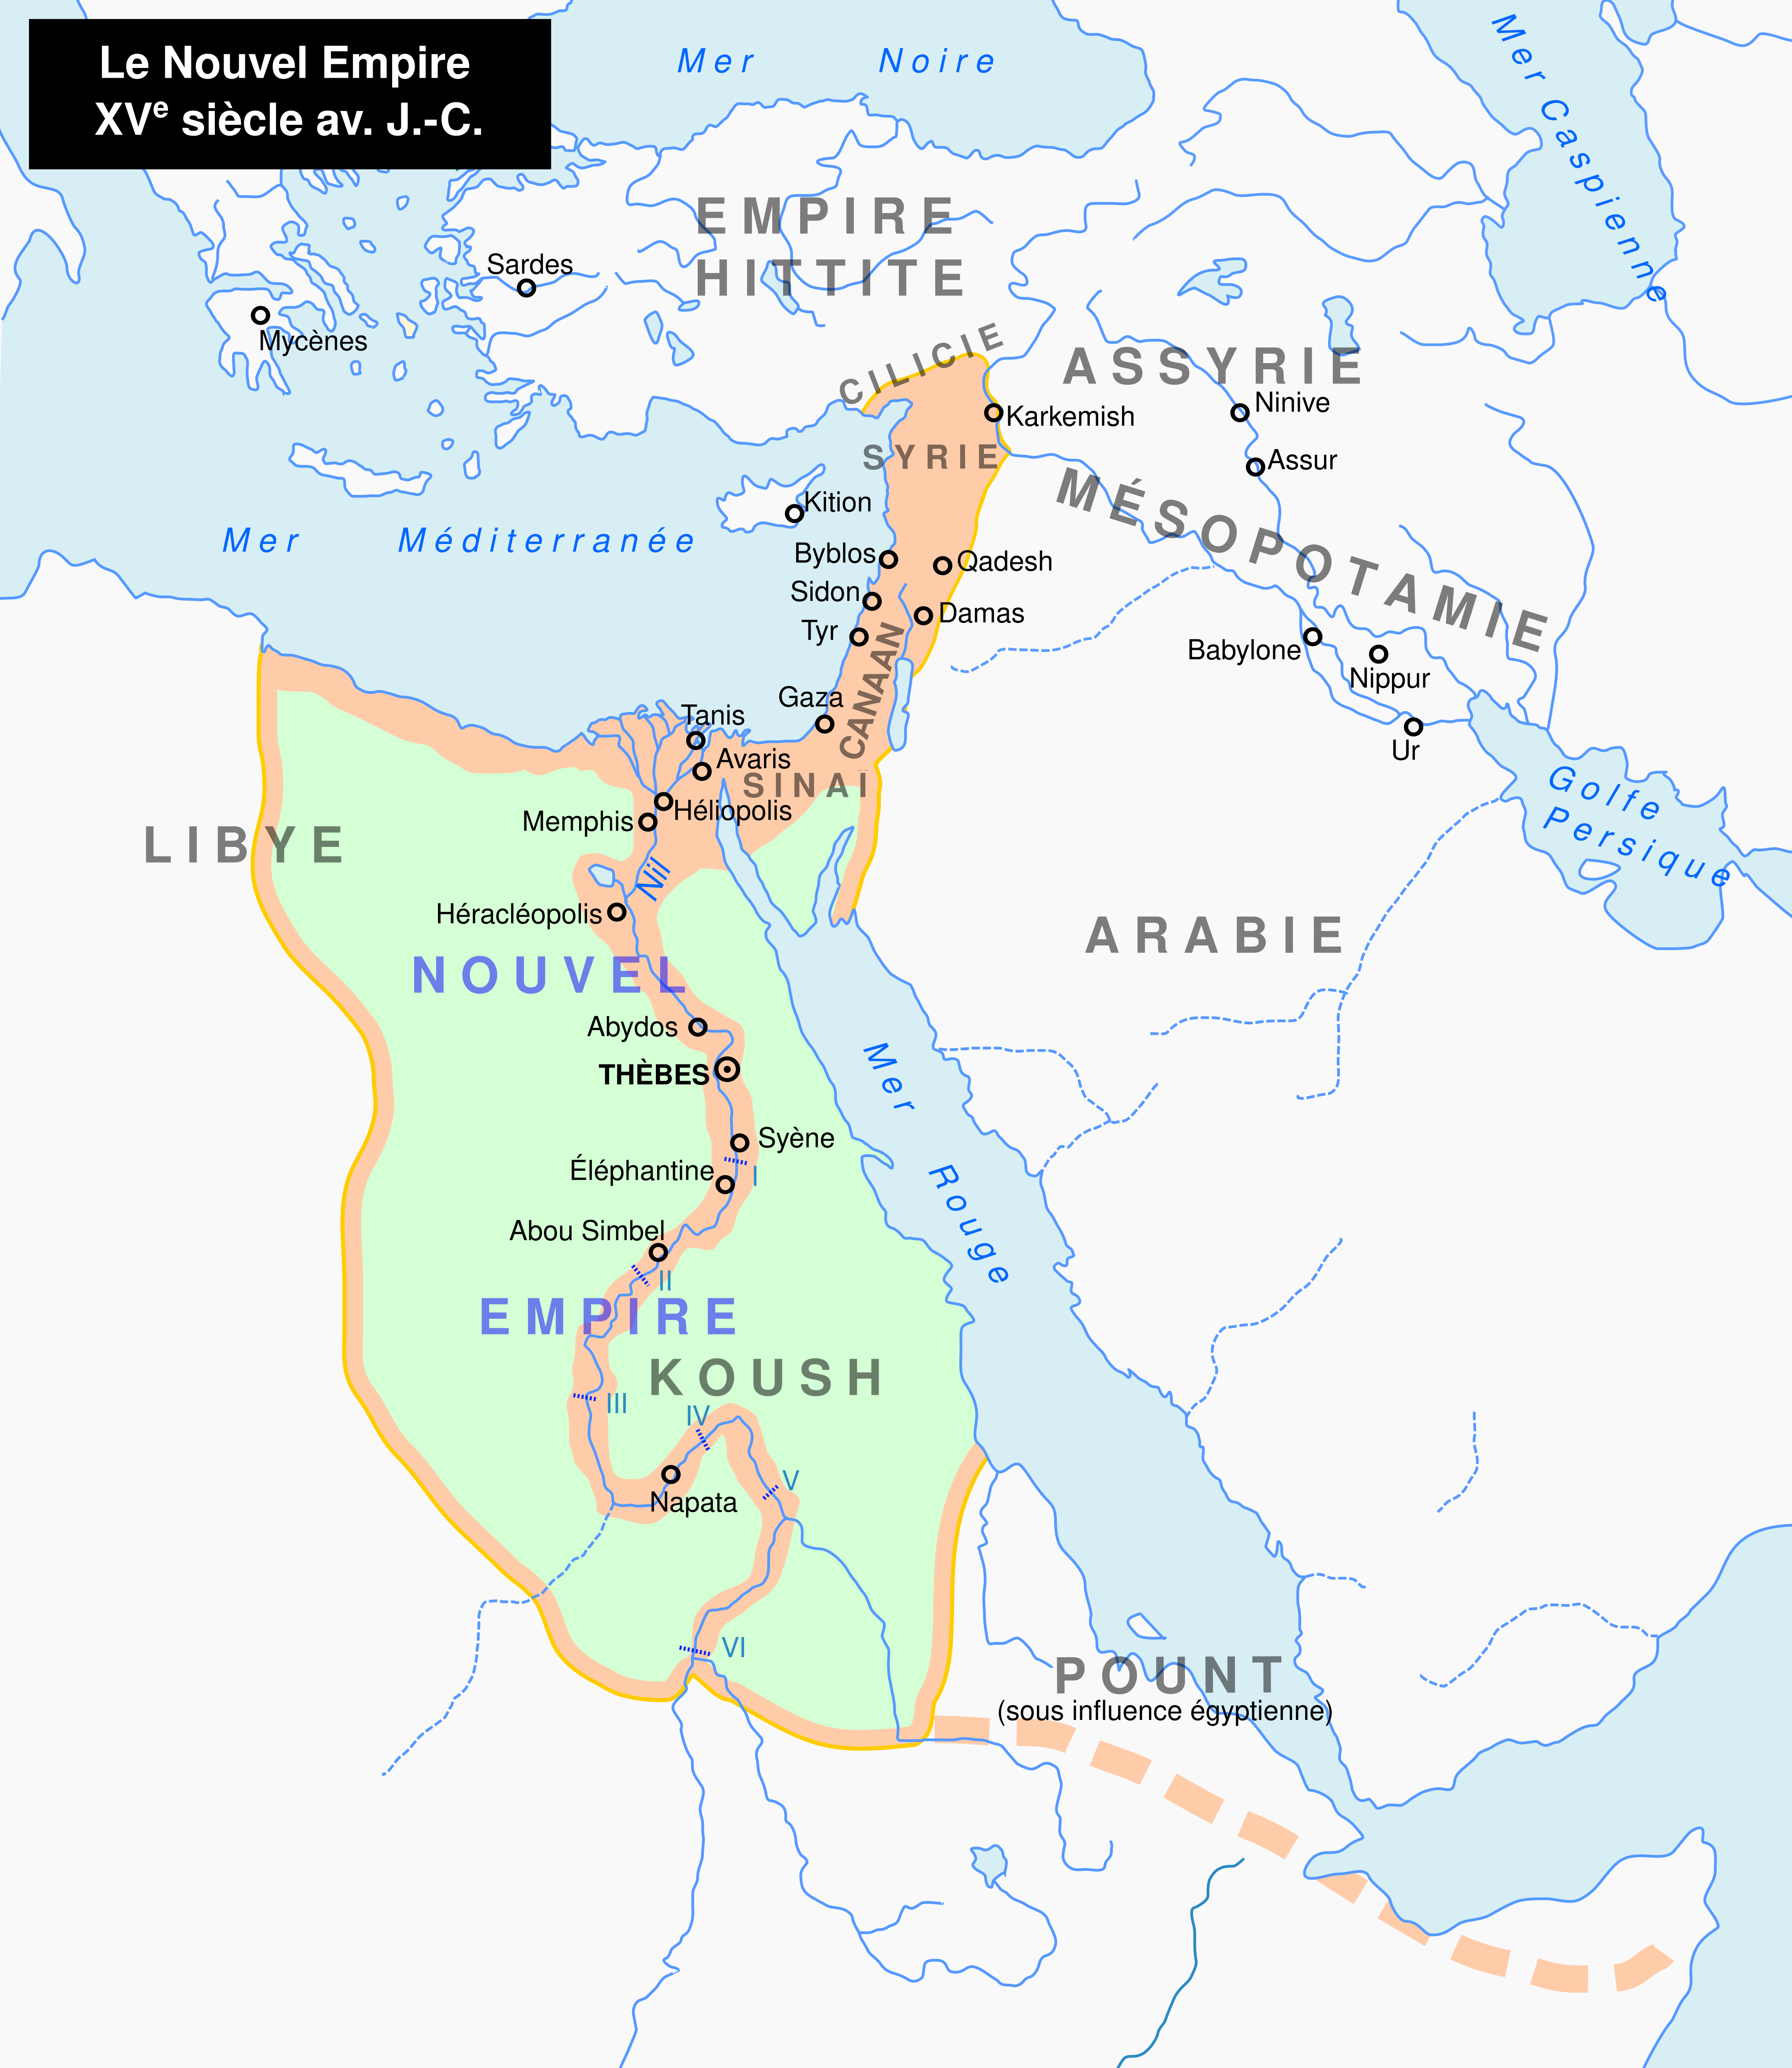 Le Nouvel Empire
XVe siècle av. J.-C.
Mer Noire
Mer Caspienne
EMPIRE
HITTITE
Sardes
Mycènes
CILICIE
ASSYRIE
Ninive
Karkemish
SYRIE
Assur
MÉSOPOTAMIE
Kition
Mer Méditerranée
Byblos
Qadesh
Sidon
Damas
Tyr
CANAAN
Babylone
Nippur
Gaza
Tanis
Ur
Avaris
SINAÏ
Golfe
Persique
Héliopolis
Memphis
LIBYE
Nil
Héracléopolis
ARABIE
NOUVEL
Abydos
THÈBES
Mer Rouge
Syène
Éléphantine
I
Abou Simbel
II
EMPIRE
KOUSH
III
IV
V
Napata
VI
POUNT
(sous influence égyptienne)